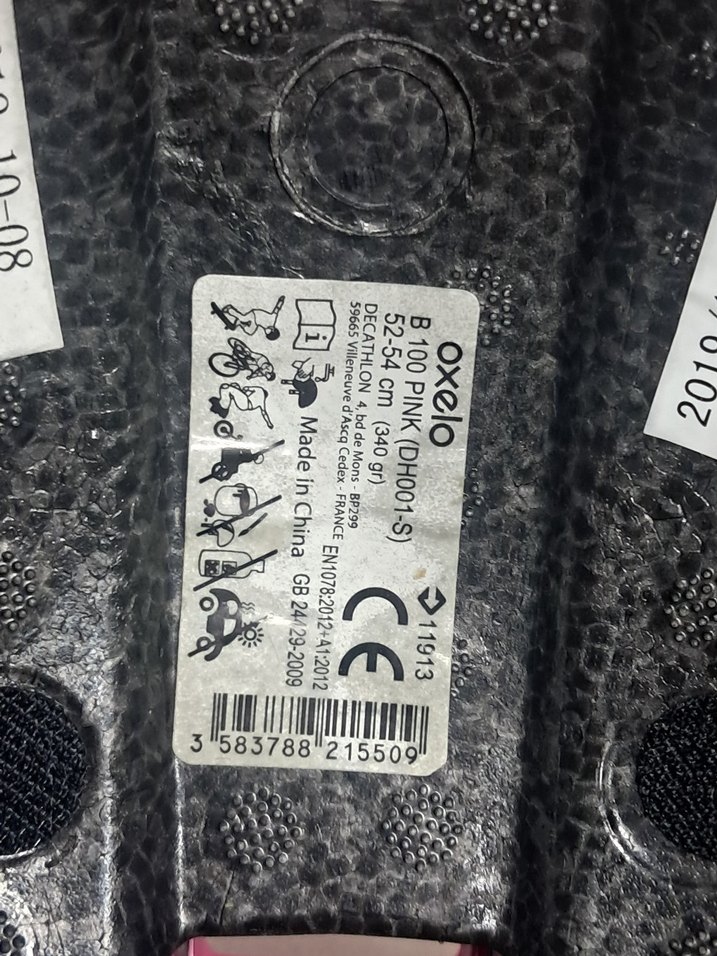 oxelo
B 100 PINK (DH001-S)
52-54 cm (340 gr)
DECATHLON 4, bd de Mons - BP299
59665 Villeneuve d'Ascq Cedex - FRANCE EN1078:2012+A1:2012
i
Made in China GB 24429-2009
11913
CE
3 583788 215509
10-08
2019/